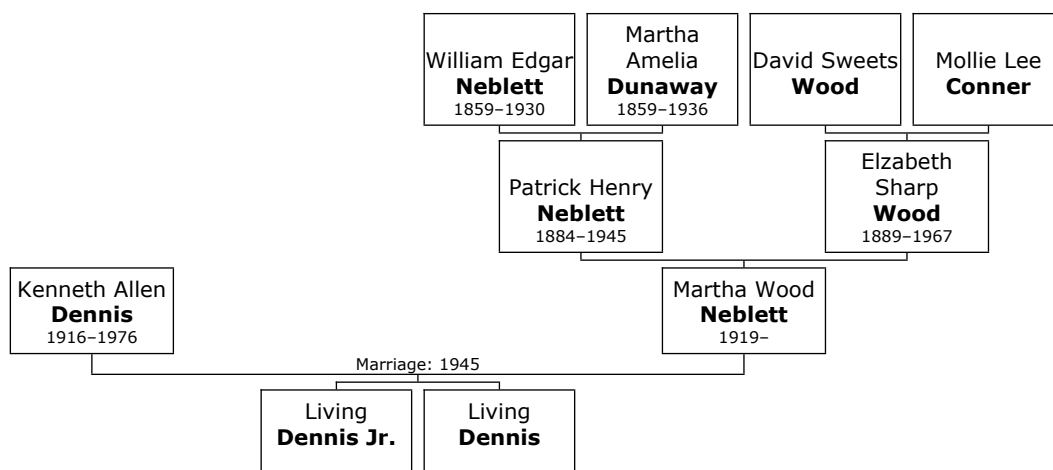 William Edgar
Neblett
1859–1930
Martha
Amelia
Dunaway
1859–1936
David Sweets
Wood
Mollie Lee
Conner
Patrick Henry
Neblett
1884–1945
Elzabeth
Sharp
Wood
1889–1967
Kenneth Allen
Dennis
1916–1976
Martha Wood
Neblett
1919–
Marriage: 1945
Living
Dennis Jr.
Living
Dennis